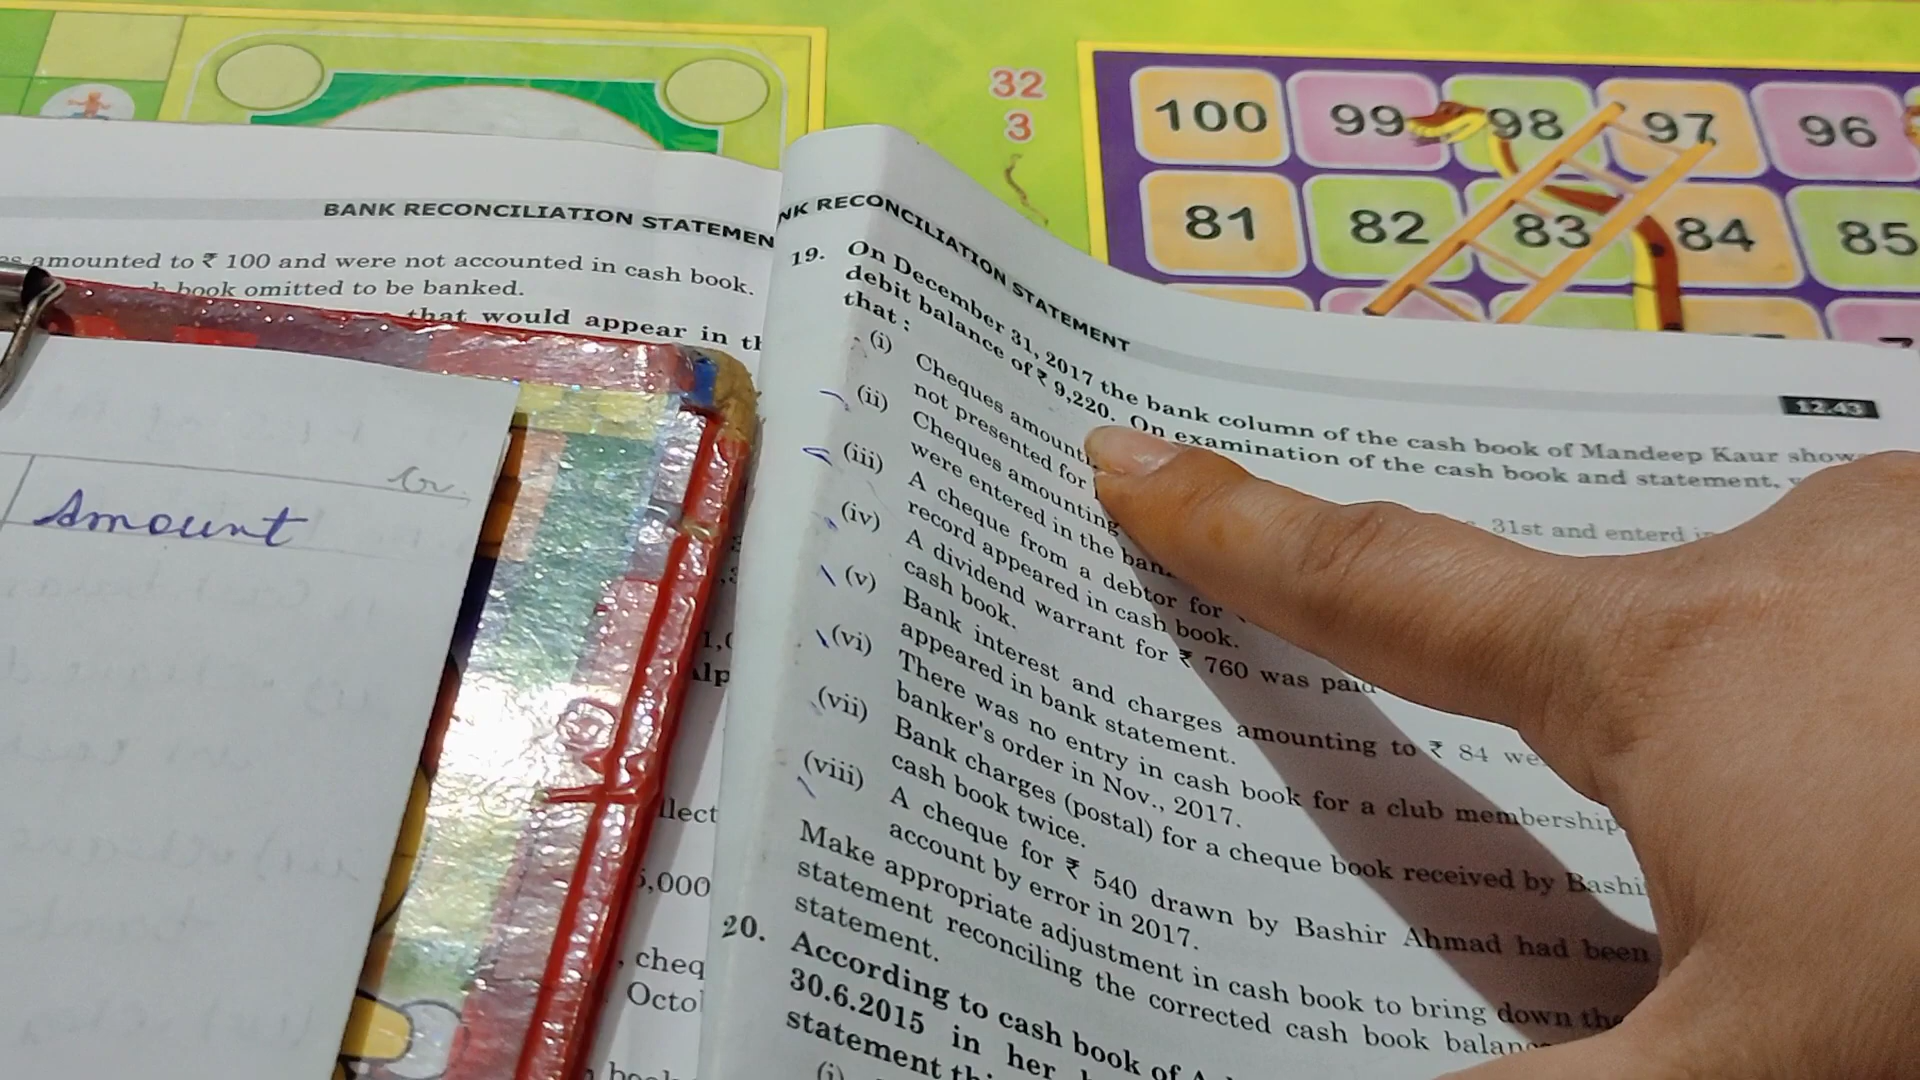 32
3
100 99 98 97 96
81 82 83 84 85
BANK RECONCILIATION STATEMEN
amounted to ₹ 100 and were not accounted in cash book.
book omitted to be banked.
that would appear in th
Cr.
Amount
1,0
Alp
llect
5,000
, cheq
Octo
NK RECONCILIATION STATEMENT
12.43
19. On December 31, 2017 the bank column of the cash book of Mandeep Kaur show
debit balance of ₹ 9,220. On examination of the cash book and statement,
that :
(i) Cheques amount
31st and enterd
not presented for
(ii) Cheques amounting
were entered in the ban
(iii) A cheque from a debtor for
record appeared in cash book.
(iv) A dividend warrant for ₹ 760 was paid
cash book.
(v) Bank interest and charges amounting to ₹ 84 we
appeared in bank statement.
(vi) There was no entry in cash book for a club membership
banker's order in Nov., 2017.
(vii) Bank charges (postal) for a cheque book received by Bashi
cash book twice.
(viii) A cheque for ₹ 540 drawn by Bashir Ahmad had been
account by error in 2017.
Make appropriate adjustment in cash book to bring down the
statement reconciling the corrected cash book balanc
statement.
20. According to cash book of A
30.6.2015 in her
statement th
(i)